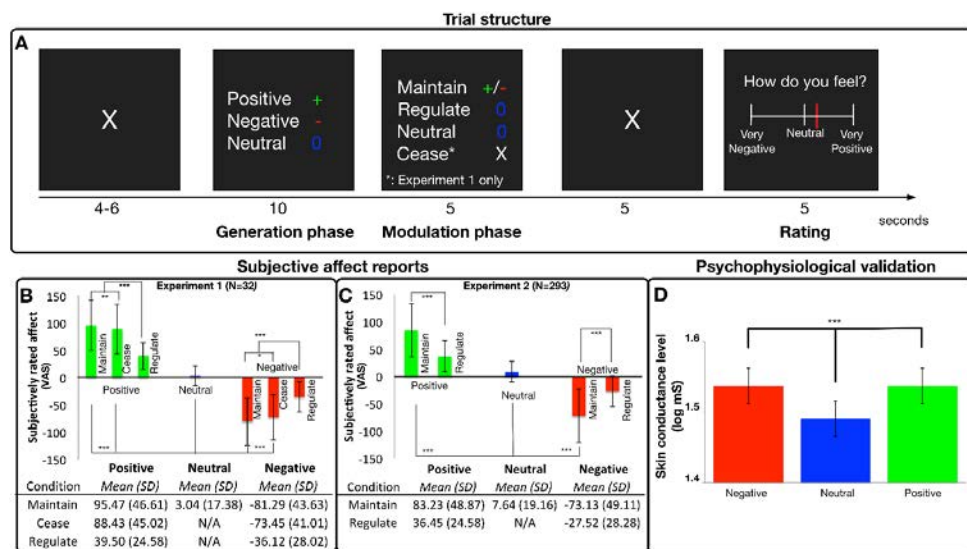 Trial structure
A
X
Positive +
Negative -
Neutral 0
Maintain +/-
Regulate 0
Neutral 0
Cease* X
*: Experiment 1 only
X
How do you feel?
Very Negative
Neutral
Very Positive
4-6
10
5
5
5
seconds
Generation phase
Modulation phase
Rating
Subjective affect reports
Psychophysiological validation
B
Experiment 1 (N=32)
Subjectively rated affect (VAS)
150
100
50
0
-50
-100
-150
**
***
Maintain
Cease
Regulate
Positive
Neutral
***
*
Negative
Maintain
Cease
Regulate
***
***
Positive Neutral Negative
Condition Mean (SD) Mean (SD) Mean (SD)
Maintain 95.47 (46.61) 3.04 (17.38) -81.29 (43.63)
Cease 88.43 (45.02) N/A -73.45 (41.01)
Regulate 39.50 (24.58) N/A -36.12 (28.02)
C
Experiment 2 (N=293)
Subjectively rated affect (VAS)
150
100
50
0
-50
-100
-150
***
Maintain
Regulate
Positive
Neutral
***
Negative
Maintain
Regulate
***
***
Positive Neutral Negative
Condition Mean (SD) Mean (SD) Mean (SD)
Maintain 83.23 (48.87) 7.64 (19.16) -73.13 (49.11)
Regulate 36.45 (24.58) N/A -27.52 (28.28)
D
Skin conductance level (log mS)
1.6
1.5
1.4
***
Negative
Neutral
Positive